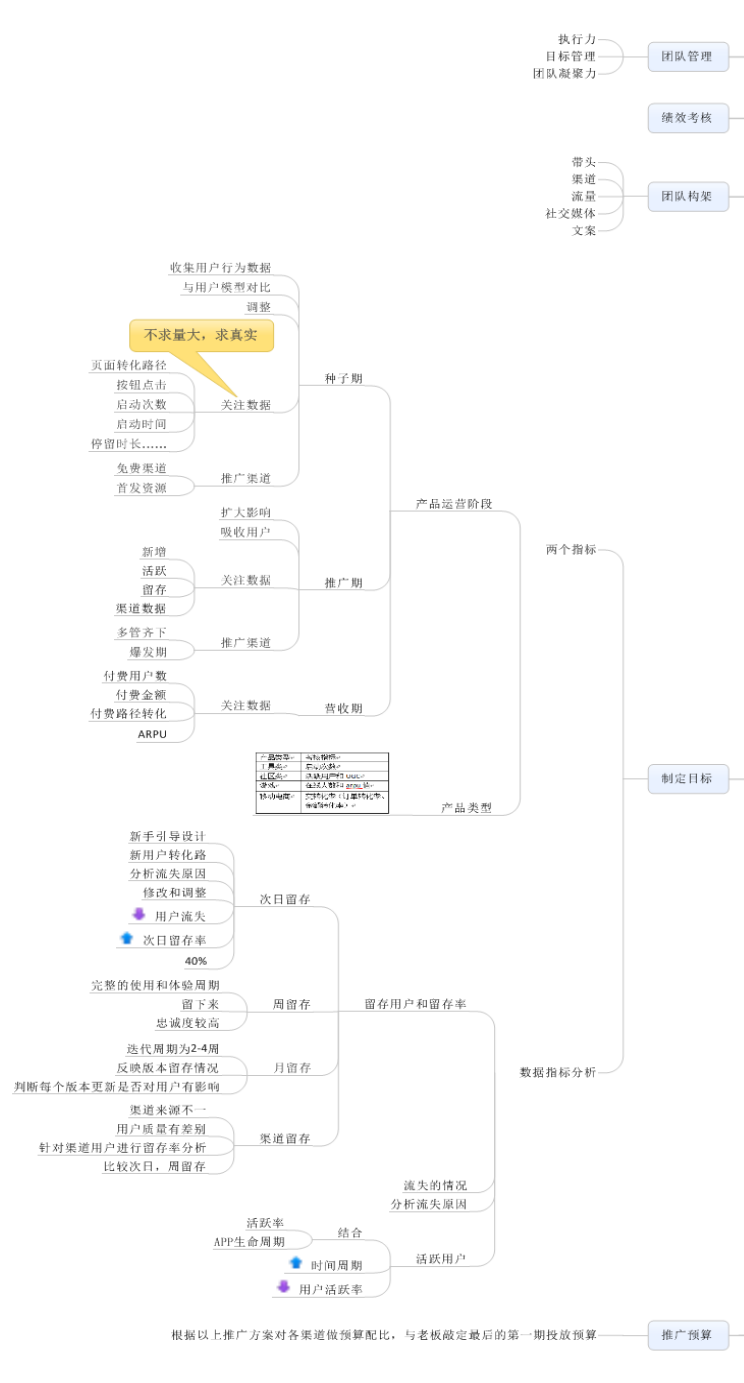 执行力
目标管理
团队凝聚力
团队管理
绩效考核
带头
渠道
流量
社交媒体
文案
团队构架
收集用户行为数据
与用户模型对比
调整
不求量大，求真实
页面转化路径
按钮点击
启动次数
启动时间
停留时长……
关注数据
免费渠道
首发资源
推广渠道
种子期
扩大影响
吸收用户
新增
活跃
留存
渠道数据
关注数据
多管齐下
爆发期
推广渠道
推广期
付费用户数
付费金额
付费路径转化
ARPU
关注数据
营收期
产品运营阶段
两个指标
产品类型
制定目标
新手引导设计
新用户转化路
分析流失原因
修改和调整
用户流失
次日留存率
40%
次日留存
完整的使用和体验周期
留下来
忠诚度较高
周留存
迭代周期为2-4周
反映版本留存情况
判断每个版本更新是否对用户有影响
月留存
渠道来源不一
用户质量有差别
针对渠道用户进行留存率分析
比较次日，周留存
渠道留存
留存用户和留存率
数据指标分析
流失的情况
分析流失原因
活跃率
APP生命周期
结合
时间周期
用户活跃率
活跃用户
根据以上推广方案对各渠道做预算配比，与老板敲定最后的第一期投放预算
推广预算